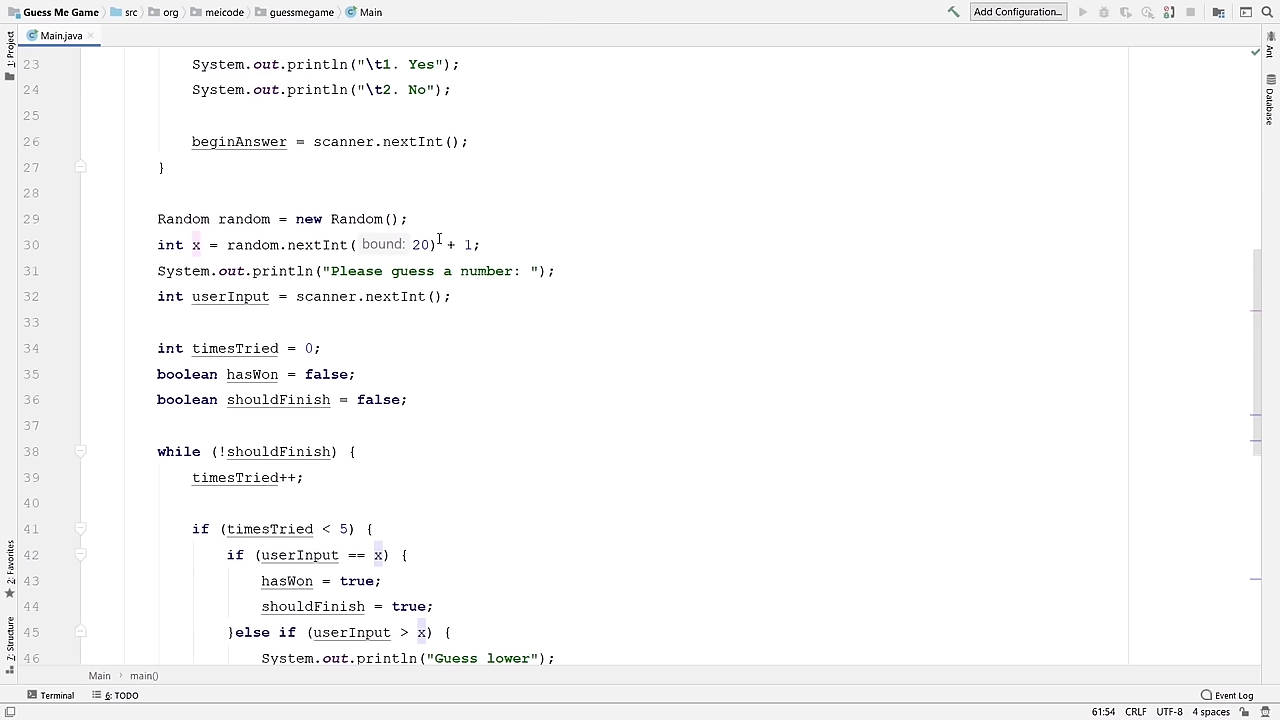 Guess Me Game src org meicode guessmegame Main Add Configuration...
Main.java
1: Project
Ant
Database
23 System.out.println("\t1. Yes");
24 System.out.println("\t2. No");
25
26 beginAnswer = scanner.nextInt();
27 }
28
29 Random random = new Random();
30 int x = random.nextInt( bound: 20) + 1;
31 System.out.println("Please guess a number: ");
32 int userInput = scanner.nextInt();
33
34 int timesTried = 0;
35 boolean hasWon = false;
36 boolean shouldFinish = false;
37
38 while (!shouldFinish) {
39 timesTried++;
40
41 if (timesTried < 5) {
42 if (userInput == x) {
43 hasWon = true;
44 shouldFinish = true;
45 }else if (userInput > x) {
46 System.out.println("Guess lower");
2: Favorites
7: Structure
Main main()
Terminal 6: TODO Event Log
61:54 CRLF UTF-8 4 spaces